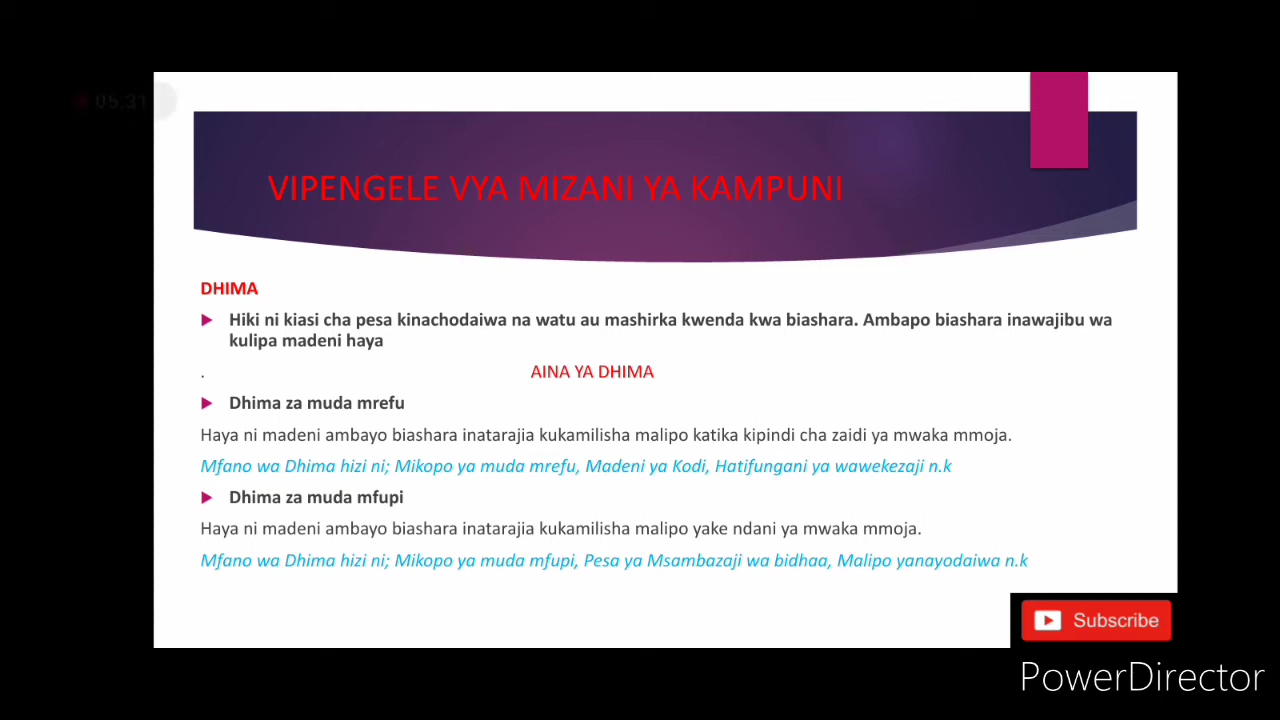 05:31
VIPENGELE VYA MIZANI YA KAMPUNI
DHIMA
Hiki ni kiasi cha pesa kinachodaiwa na watu au mashirka kwenda kwa biashara. Ambapo biashara inawajibu wa
kulipa madeni haya
. AINA YA DHIMA
Dhima za muda mrefu
Haya ni madeni ambayo biashara inatarajia kukamilisha malipo katika kipindi cha zaidi ya mwaka mmoja.
Mfano wa Dhima hizi ni; Mikopo ya muda mrefu, Madeni ya Kodi, Hatifungani ya wawekezaji n.k
Dhima za muda mfupi
Haya ni madeni ambayo biashara inatarajia kukamilisha malipo yake ndani ya mwaka mmoja.
Mfano wa Dhima hizi ni; Mikopo ya muda mfupi, Pesa ya Msambazaji wa bidhaa, Malipo yanayodaiwa n.k
Subscribe
PowerDirector